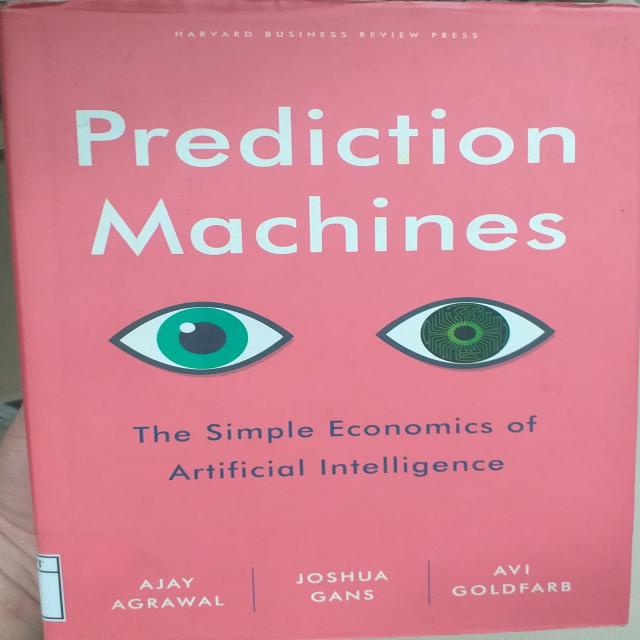 HARVARD BUSINESS REVIEW PRESS
Prediction
Machines
The Simple Economics of
Artificial Intelligence
AJAY
AGRAWAL
JOSHUA
GANS
AVI
GOLDFARB